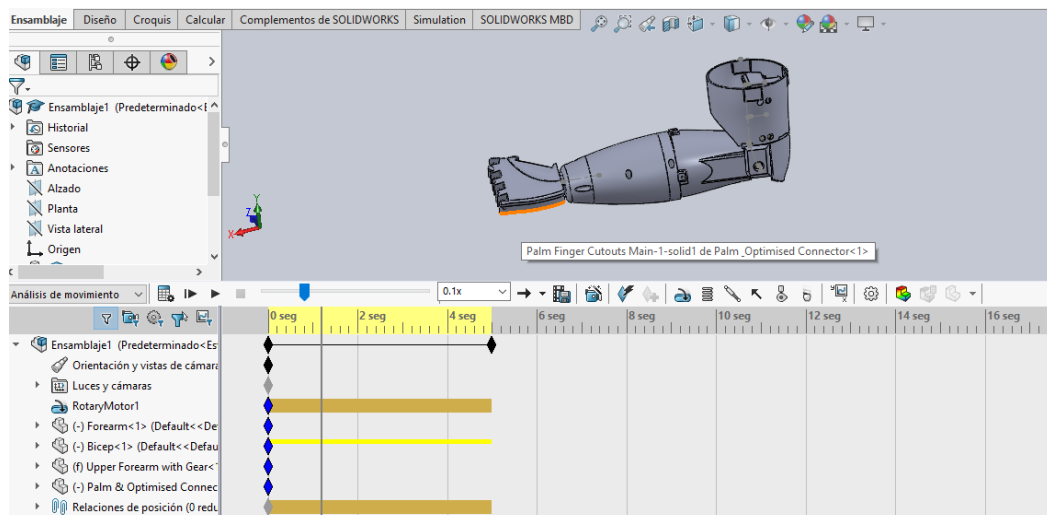 Ensamblaje Diseño Croquis Calcular Complementos de SOLIDWORKS Simulation SOLIDWORKS MBD
Ensamblaje1 (Predeterminado<E
Historial
Sensores
Anotaciones
Alzado
Planta
Vista lateral
Origen
Y
Z
X
Palm Finger Cutouts Main-1-solid1 de Palm _Optimised Connector<1>
Análisis de movimiento 0.1x
0 seg 2 seg 4 seg 6 seg 8 seg 10 seg 12 seg 14 seg 16 seg
Ensamblaje1 (Predeterminado<Es
Orientación y vistas de cámara
Luces y cámaras
RotaryMotor1
(-) Forearm<1> (Default<<De
(-) Bicep<1> (Default<<Defau
(f) Upper Forearm with Gear<
(-) Palm & Optimised Connec
Relaciones de posición (0 redu